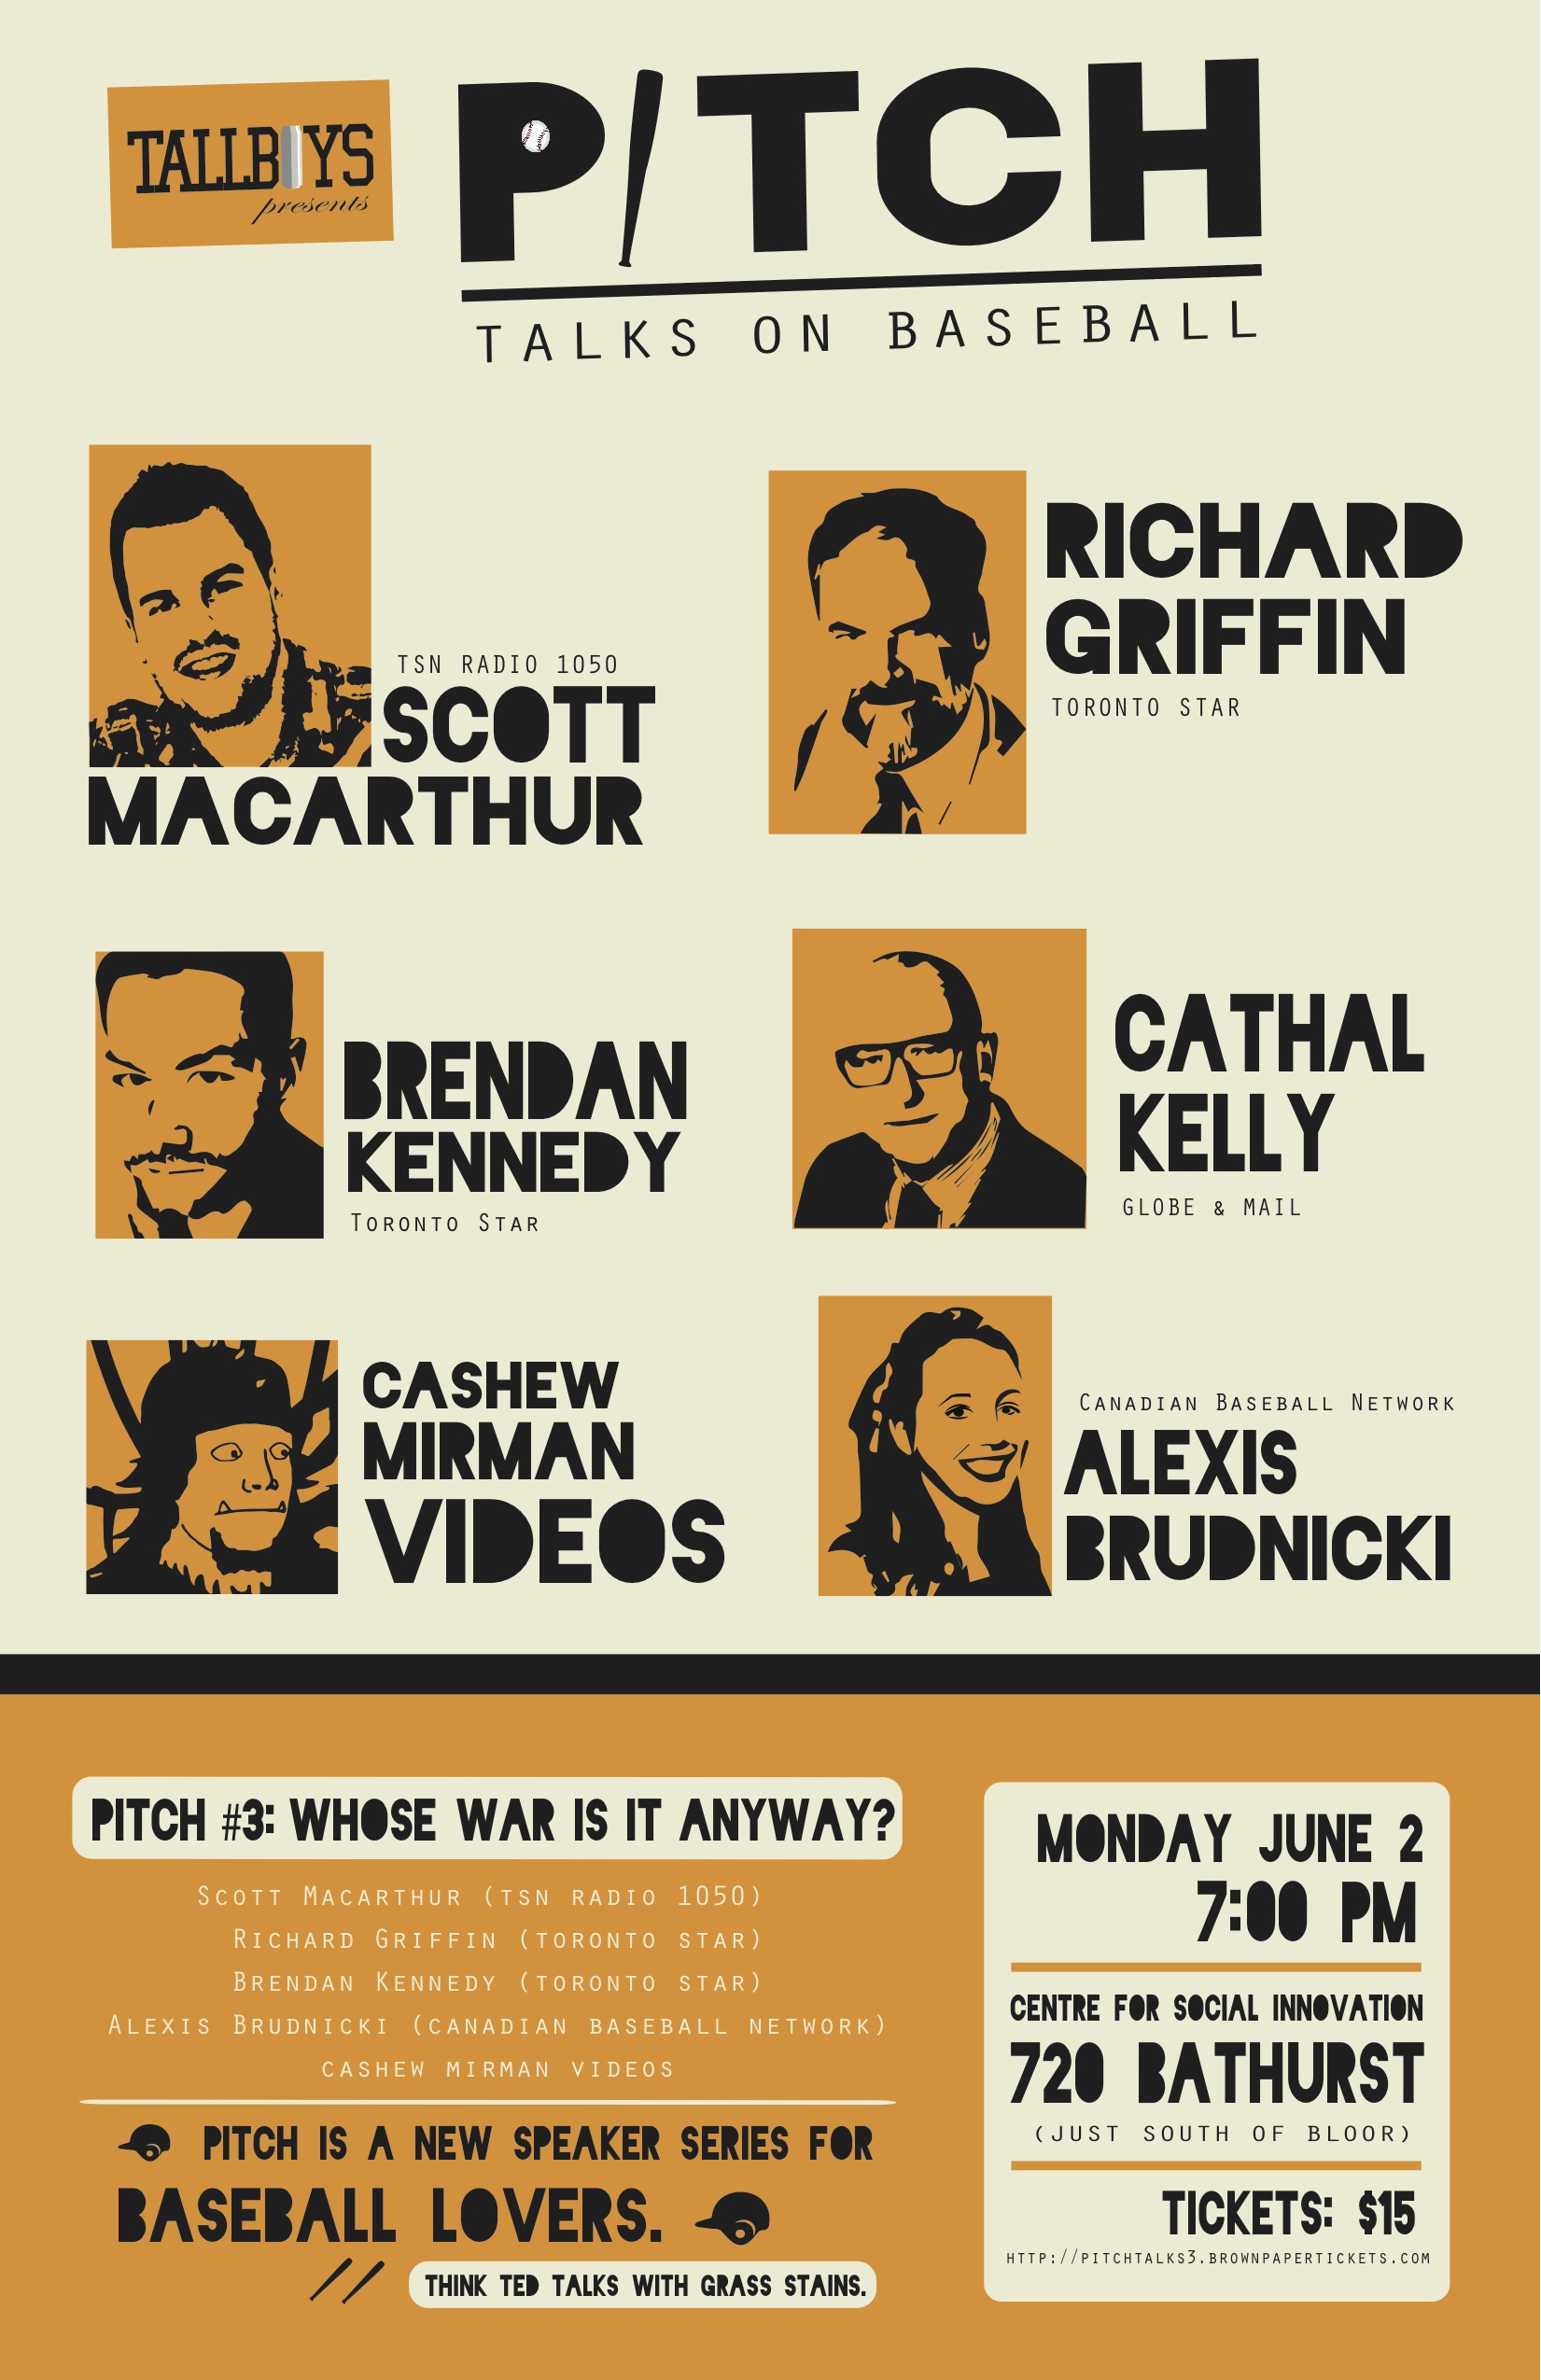 TALLBOYS
presents
PITCH
TALKS ON BASEBALL
TSN RADIO 1050
SCOTT
MACARTHUR
RICHARD
GRIFFIN
TORONTO STAR
BRENDAN
KENNEDY
TORONTO STAR
CATHAL
KELLY
GLOBE & MAIL
CASHEW
MIRMAN
VIDEOS
CANADIAN BASEBALL NETWORK
ALEXIS
BRUDNICKI
PITCH #3: WHOSE WAR IS IT ANYWAY?
SCOTT MACARTHUR (TSN RADIO 1050)
RICHARD GRIFFIN (TORONTO STAR)
BRENDAN KENNEDY (TORONTO STAR)
ALEXIS BRUDNICKI (CANADIAN BASEBALL NETWORK)
CASHEW MIRMAN VIDEOS
PITCH IS A NEW SPEAKER SERIES FOR
BASEBALL LOVERS.
THINK TED TALKS WITH GRASS STAINS.
MONDAY JUNE 2
7:00 PM
CENTRE FOR SOCIAL INNOVATION
720 BATHURST
(JUST SOUTH OF BLOOR)
TICKETS: $15
HTTP://PITCHTALKS3.BROWNPAPERTICKETS.COM